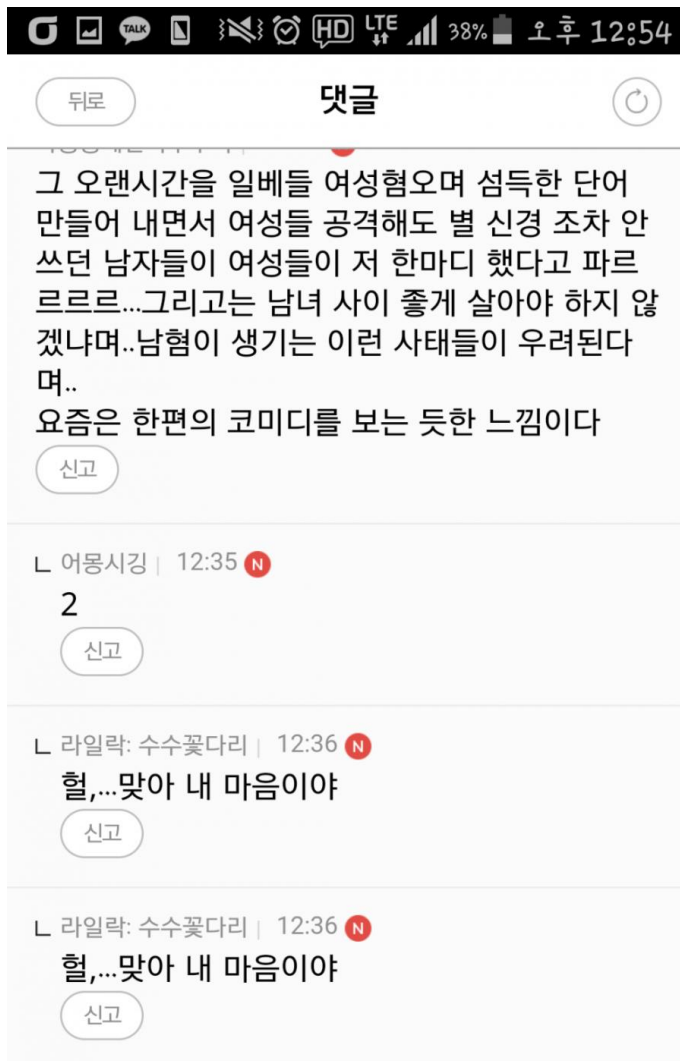 TALK HD LTE 38% 오후 12:54
뒤로 댓글
그 오랜시간을 일베들 여성혐오며 섬득한 단어
만들어 내면서 여성들 공격해도 별 신경 조차 안
쓰던 남자들이 여성들이 저 한마디 했다고 파르
르르르...그리고는 남녀 사이 좋게 살아야 하지 않
겠냐며..남혐이 생기는 이런 사태들이 우려된다
며..
요즘은 한편의 코미디를 보는 듯한 느낌이다
신고
ㄴ 어몽시깅 | 12:35 N
2
신고
ㄴ 라일락: 수수꽃다리 | 12:36 N
헐,...맞아 내 마음이야
신고
ㄴ 라일락: 수수꽃다리 | 12:36 N
헐,...맞아 내 마음이야
신고